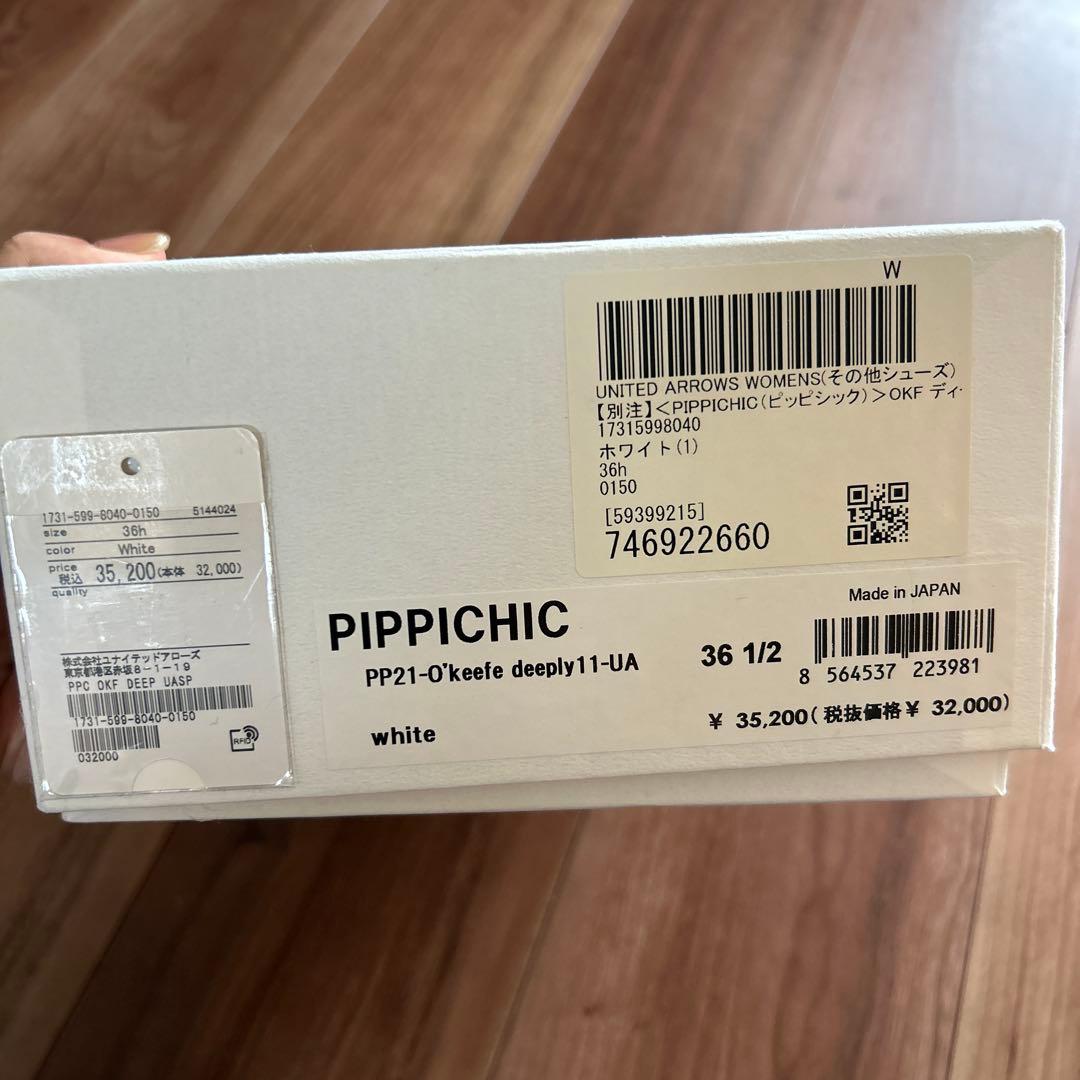 W
UNITED ARROWS WOMENS(その他シューズ)
【別注】<PIPPICHIC(ピッピシック)>OKF ディ
17315998040
ホワイト(1)
36h
0150
[59399215]
746922660
1731-599-8040-0150 5144024
size 36h
color White
price
税込 35,200(本体 32,000)
quality
株式会社ユナイテッドアローズ
東京都港区赤坂8-1-19
PPC OKF DEEP UASP
1731-599-8040-0150
032000
RFID
PIPPICHIC
PP21-O'keefe deeply11-UA
white
36 1/2
Made in JAPAN
8 564537 223981
¥ 35,200(税抜価格¥ 32,000)